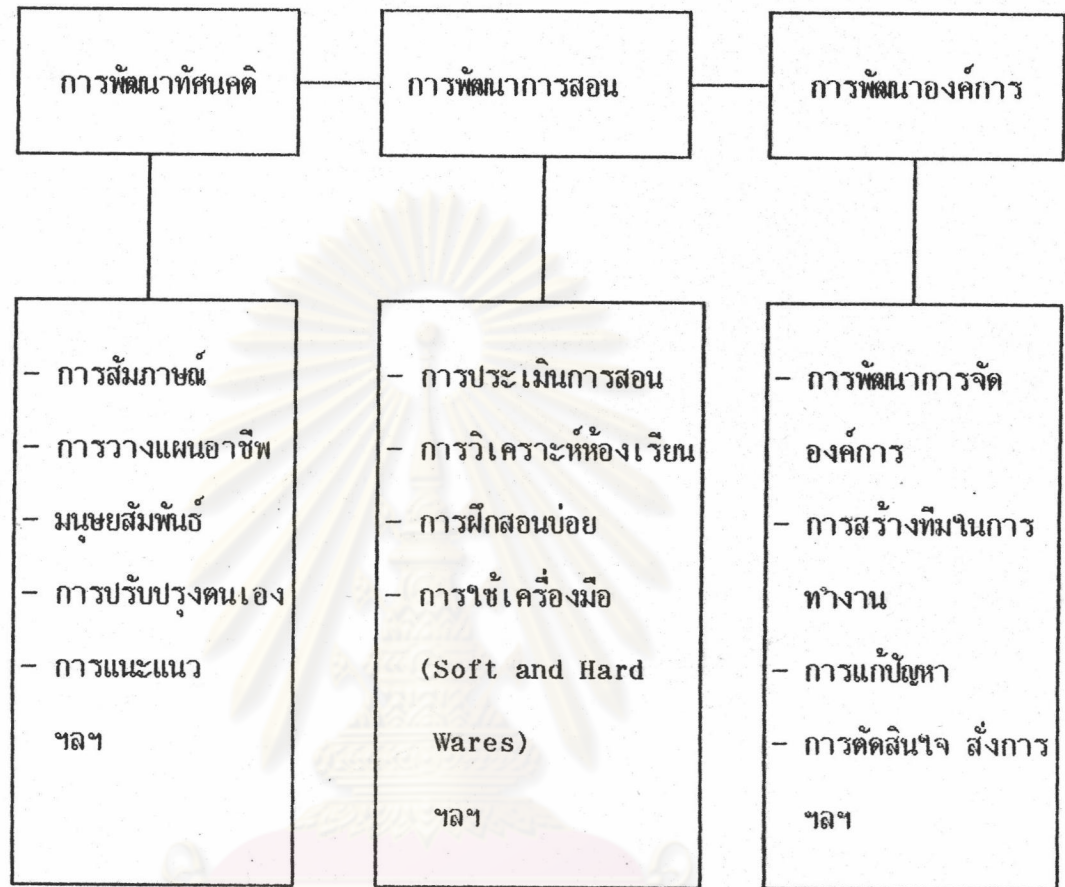 การพัฒนาทัศนคติ
การพัฒนาการสอน
การพัฒนาองค์การ
- การสัมภาษณ์
- การวางแผนอาชีพ
- มนุษยสัมพันธ์
- การปรับปรุงตนเอง
- การแนะแนว
ฯลฯ
- การประเมินการสอน
- การวิเคราะห์ห้องเรียน
- การฝึกสอนบ่อย
- การใช้เครื่องมือ
(Soft and Hard
Wares)
ฯลฯ
- การพัฒนาการจัด
องค์การ
- การสร้างทีมในการ
ทำงาน
- การแก้ปัญหา
- การตัดสินใจ สั่งการ
ฯลฯ